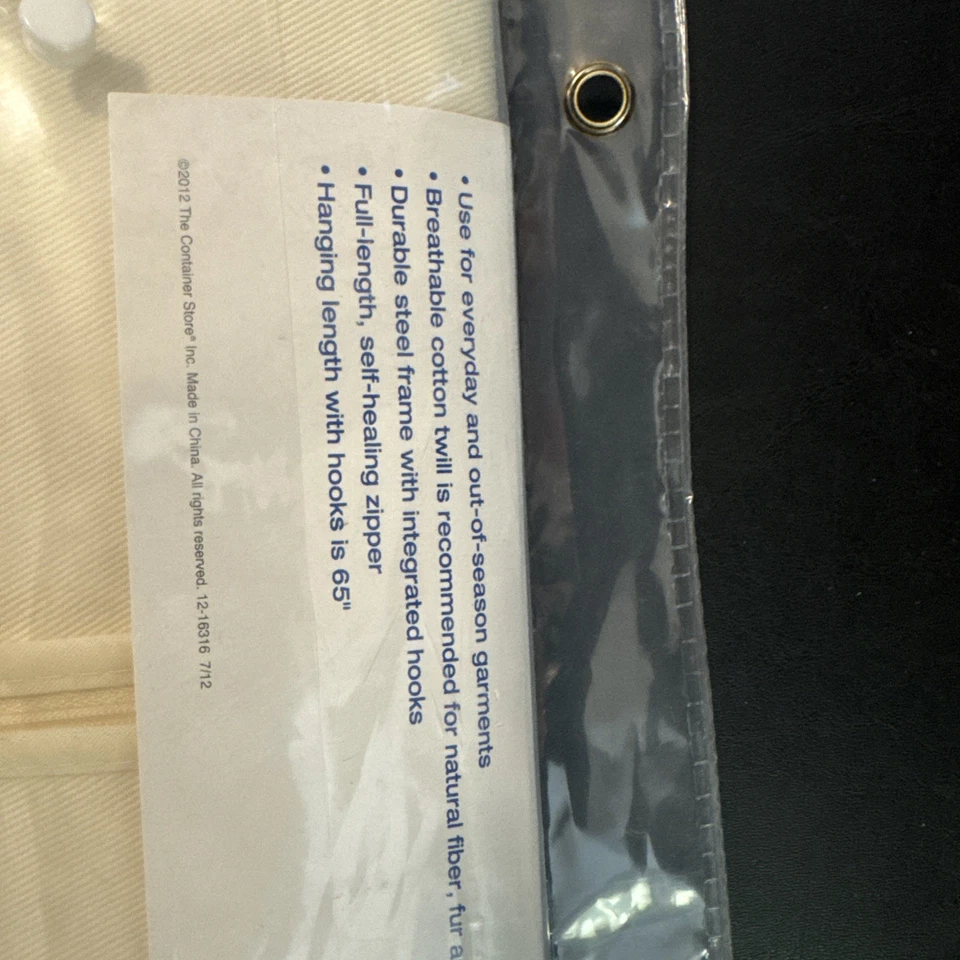 • Use for everyday and out-of-season garments
• Breathable cotton twill is recommended for natural fiber, fur
• Durable steel frame with integrated hooks
• Full-length, self-healing zipper
• Hanging length with hooks is 65"
©2012 The Container Store® Inc. Made in China. All rights reserved. 12-16316 7/12